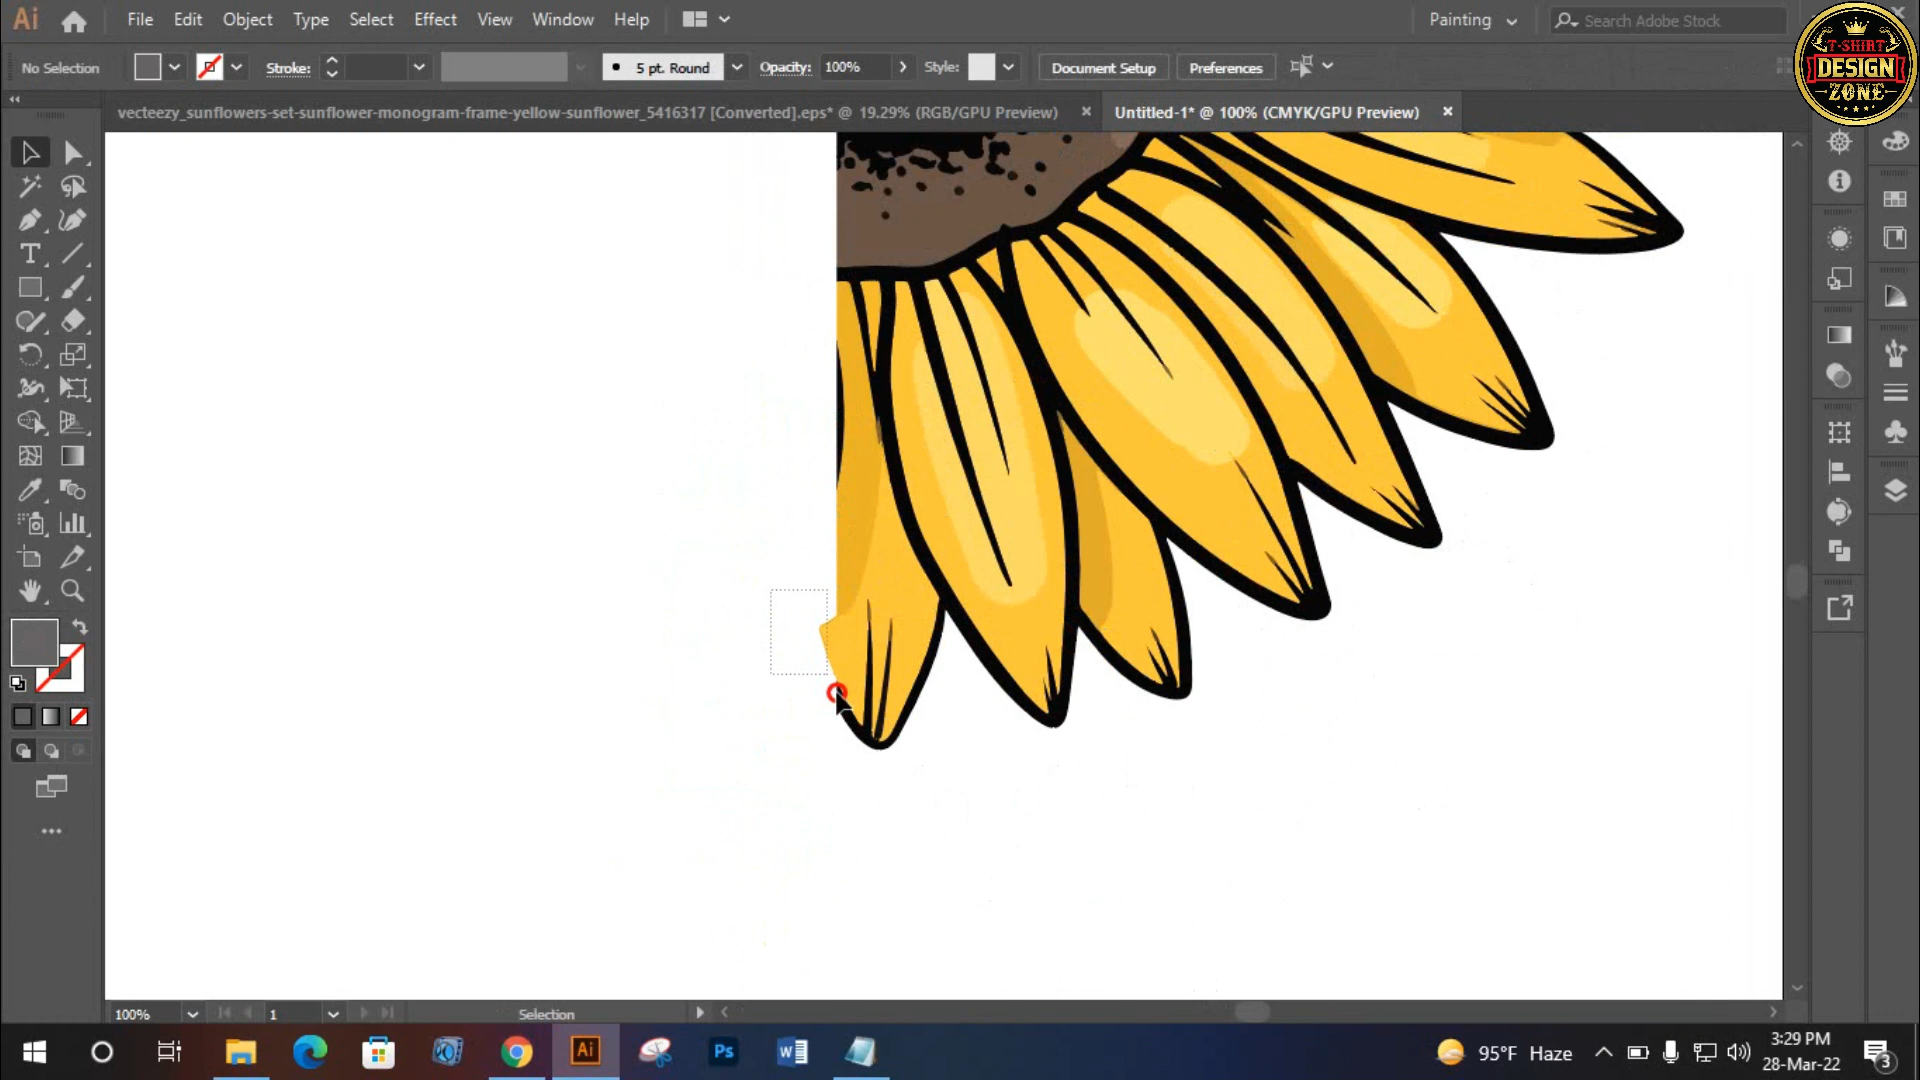 Ai File Edit Object Type Select Effect View Window Help Painting Search Adobe Stock
No Selection Stroke: 5 pt. Round Opacity: 100% Style: Document Setup Preferences
T-SHIRT
DESIGN
ZONE
vecteezy_sunflowers-set-sunflower-monogram-frame-yellow-sunflower_5416317 [Converted].eps* @ 19.29% (RGB/GPU Preview) Untitled-1* @ 100% (CMYK/GPU Preview)
100% 1 Selection
Ai Ps 95°F Haze 3:29 PM
28-Mar-22 3